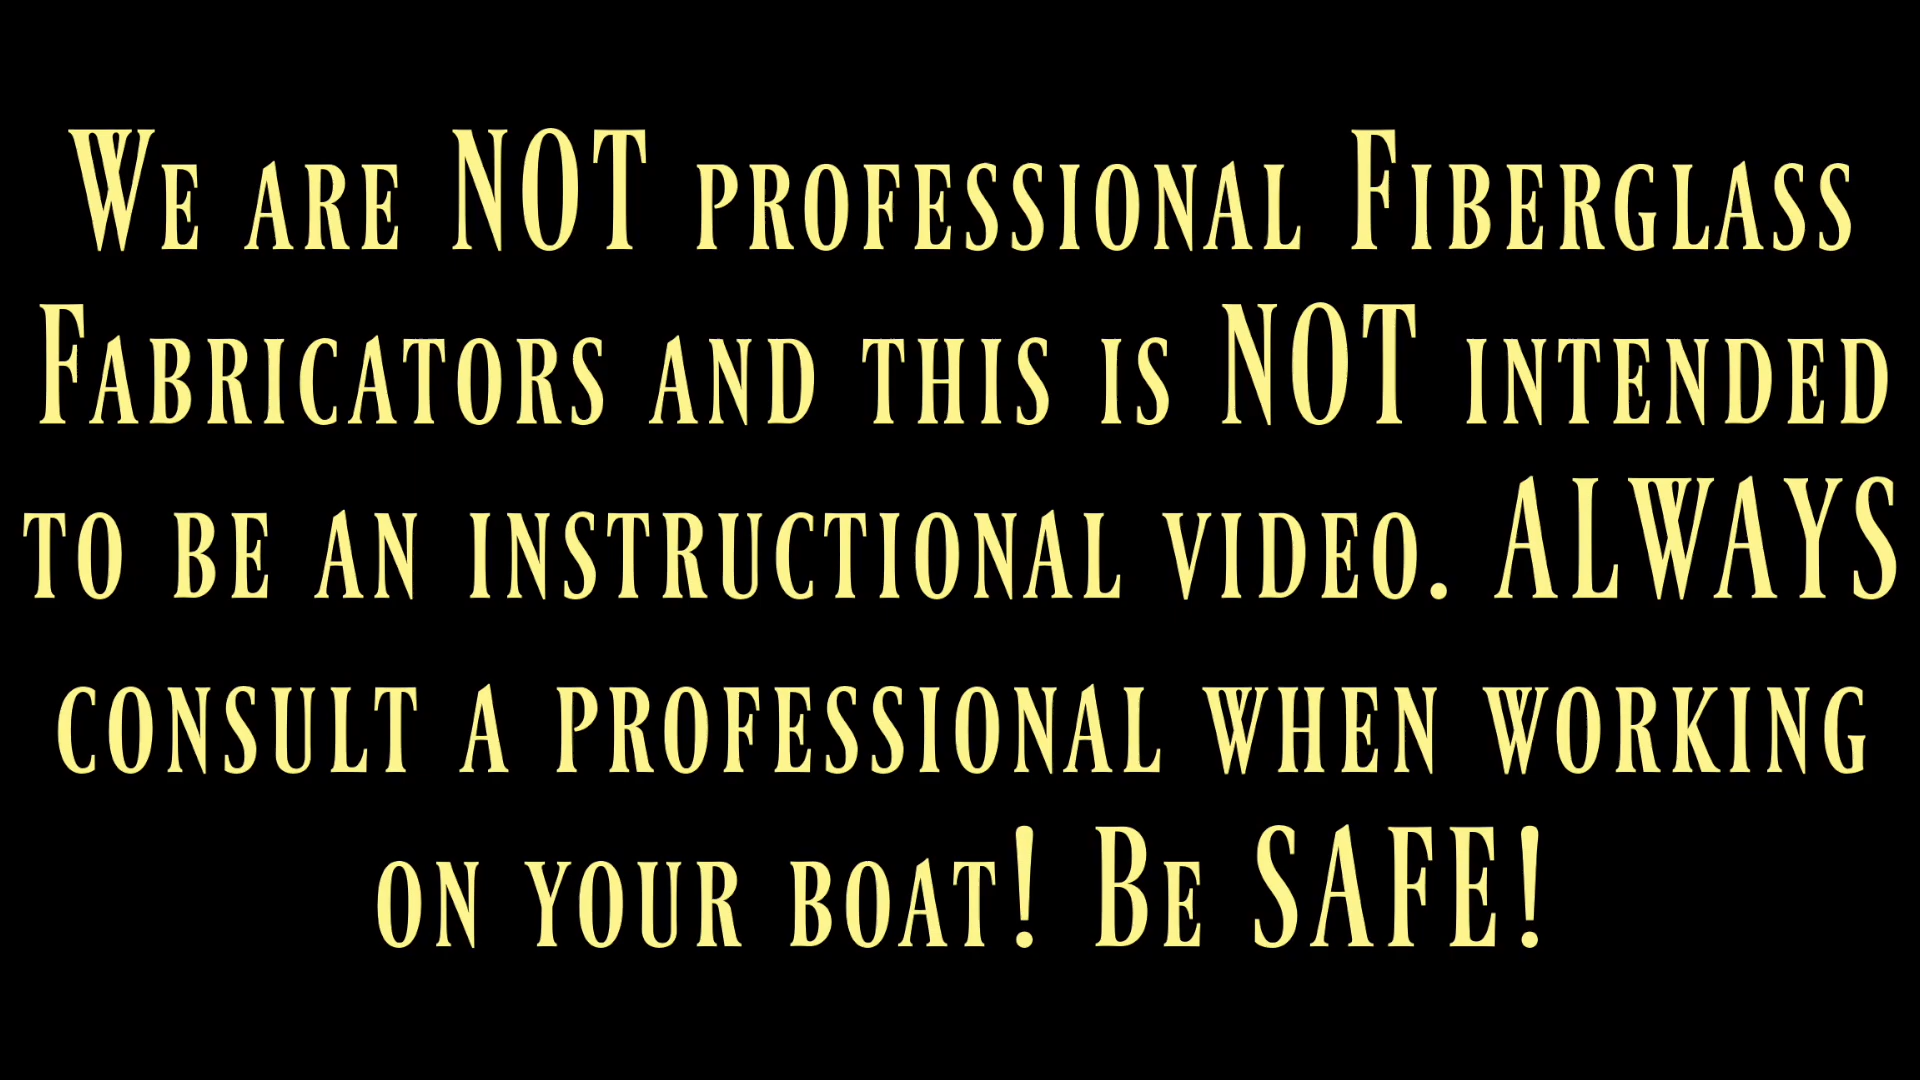 We are NOT professional Fiberglass
Fabricators and this is NOT intended
to be an instructional video. ALWAYS
consult a professional when working
on your boat! Be SAFE!